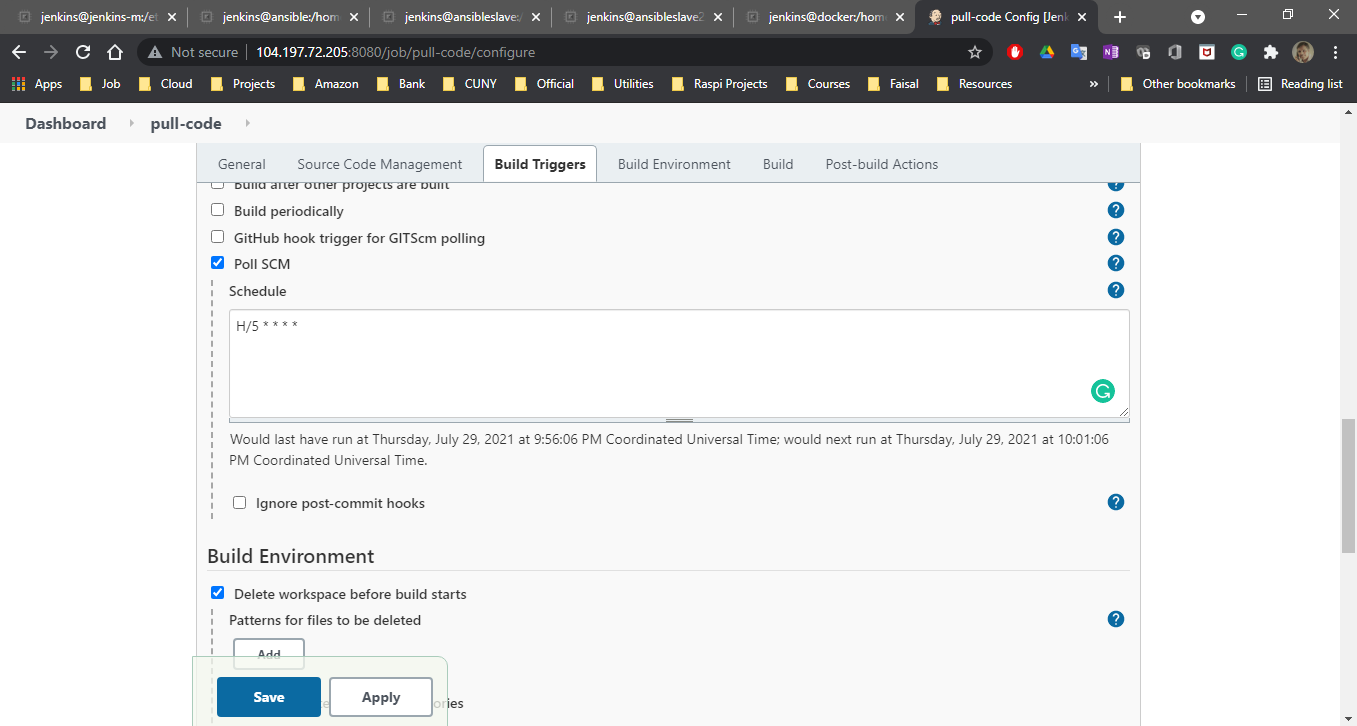 jenkins@jenkins-m:/et
jenkins@ansible:/hom
jenkins@ansibleslave:/
jenkins@ansibleslave2
jenkins@docker:/hom
pull-code Config [Jenk
Not secure 104.197.72.205:8080/job/pull-code/configure
Apps Job Cloud Projects Amazon Bank CUNY Official Utilities Raspi Projects Courses Faisal Resources » Other bookmarks Reading list
Dashboard pull-code
General Source Code Management Build Triggers Build Environment Build Post-build Actions
Build after other projects are built
Build periodically
GitHub hook trigger for GITScm polling
Poll SCM
Schedule
H/5 * * * *
Would last have run at Thursday, July 29, 2021 at 9:56:06 PM Coordinated Universal Time; would next run at Thursday, July 29, 2021 at 10:01:06
PM Coordinated Universal Time.
Ignore post-commit hooks
Build Environment
Delete workspace before build starts
Patterns for files to be deleted
Add
Save Apply